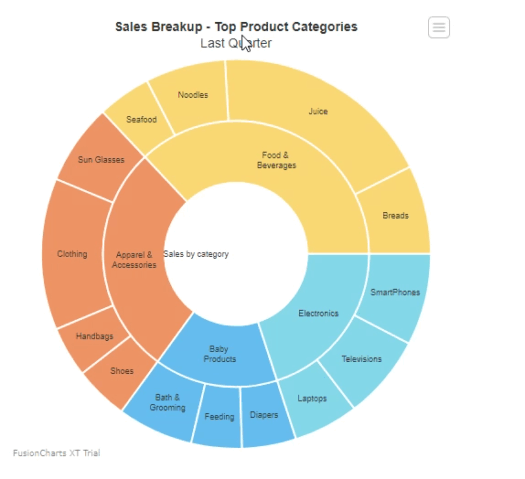 Sales Breakup - Top Product Categories
Last Quarter
Noodles
Juice
Seafood
Food &
Beverages
Sun Glasses
Breads
Clothing
Apparel &
Accessories
Sales by category
SmartPhones
Electronics
Handbags
Baby
Products
Televisions
Shoes
Bath &
Grooming
Feeding
Diapers
Laptops
FusionCharts XT Trial